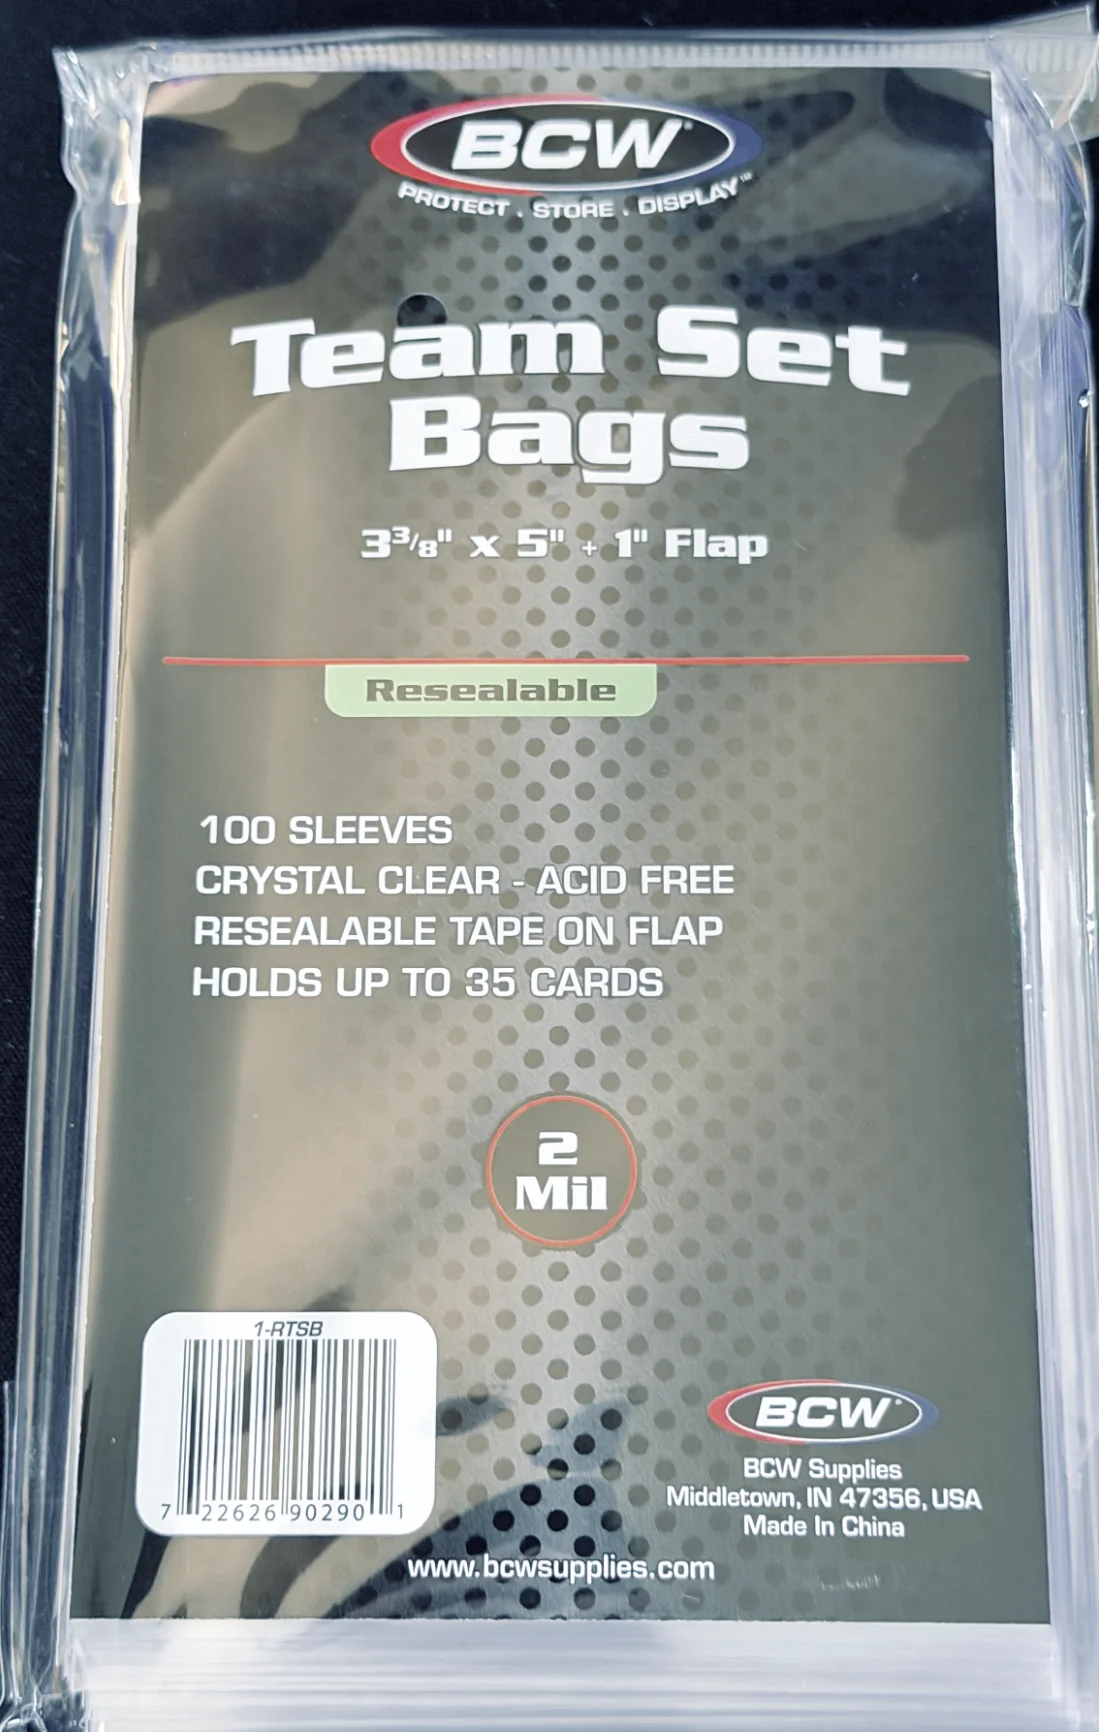 BCW®
PROTECT . STORE . DISPLAY™
Team Set
Bags
3 3/8" x 5" + 1" Flap
Resealable
100 SLEEVES
CRYSTAL CLEAR - ACID FREE
RESEALABLE TAPE ON FLAP
HOLDS UP TO 35 CARDS
2
Mil
1-RTSB
7 22626 90290 1
BCW®
BCW Supplies
Middletown, IN 47356, USA
Made In China
www.bcwsupplies.com